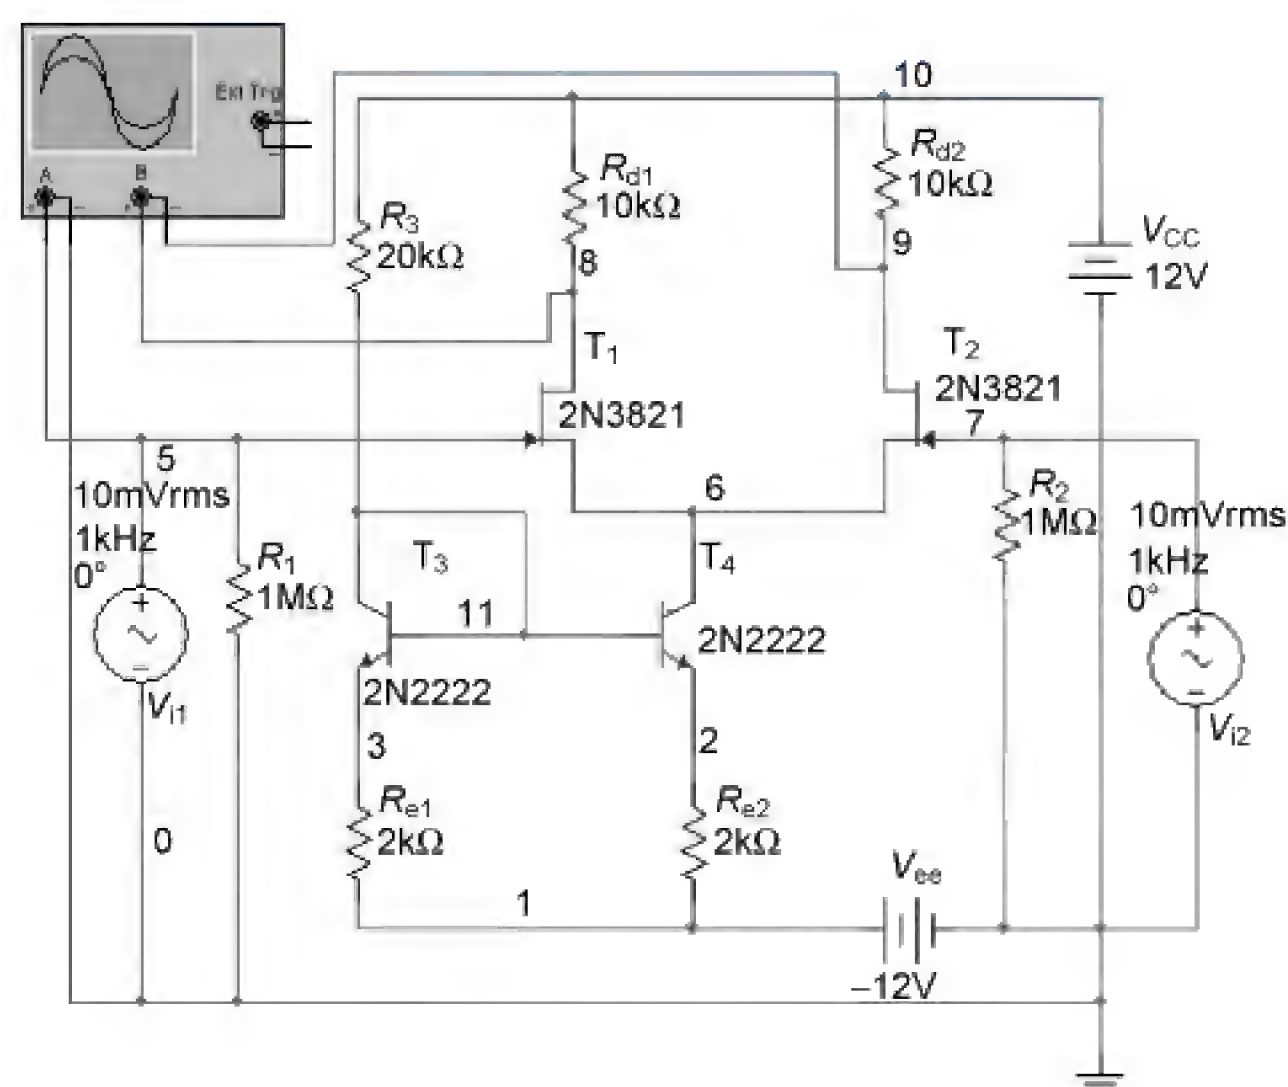 Ext Trg
A
B
10
Rd1
10kΩ
Rd2
10kΩ
R3
20kΩ
8
9
VCC
12V
T1
2N3821
T2
2N3821
7
5
10mVrms
1kHz
0°
R1
1MΩ
6
R2
1MΩ
10mVrms
1kHz
0°
T3
T4
11
2N2222
2N2222
Vi1
Vi2
3
2
0
Re1
2kΩ
Re2
2kΩ
1
Vee
−12V